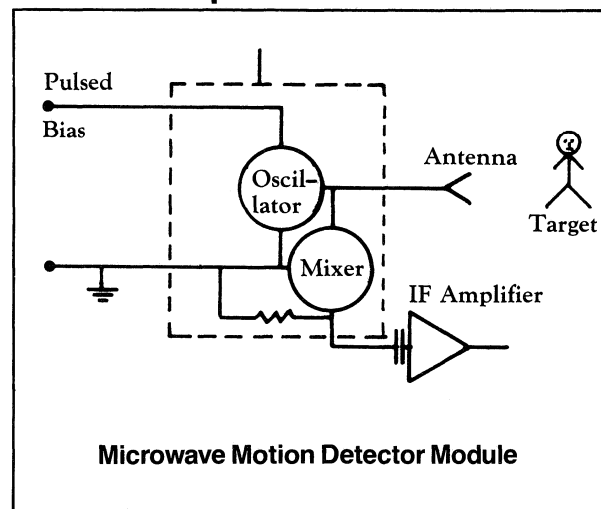 Pulsed
Bias
Oscil-
lator
Antenna
Target
Mixer
IF Amplifier
Microwave Motion Detector Module